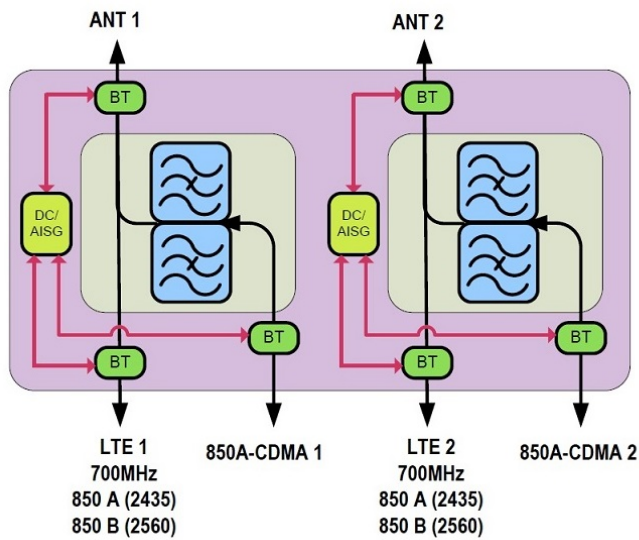 ANT 1
ANT 2
BT
BT
DC/
AISG
DC/
AISG
BT
BT
BT
BT
LTE 1
700MHz
850 A (2435)
850 B (2560)
850A-CDMA 1
LTE 2
700MHz
850 A (2435)
850 B (2560)
850A-CDMA 2